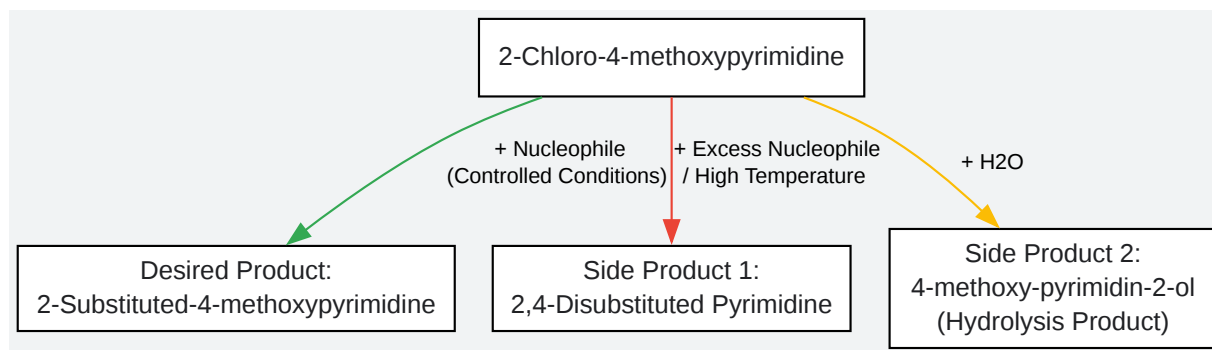 2-Chloro-4-methoxypyrimidine
+ Nucleophile
(Controlled Conditions)
+ Excess Nucleophile
/ High Temperature
+ H2O
Desired Product:
2-Substituted-4-methoxypyrimidine
Side Product 1:
2,4-Disubstituted Pyrimidine
Side Product 2:
4-methoxy-pyrimidin-2-ol
(Hydrolysis Product)